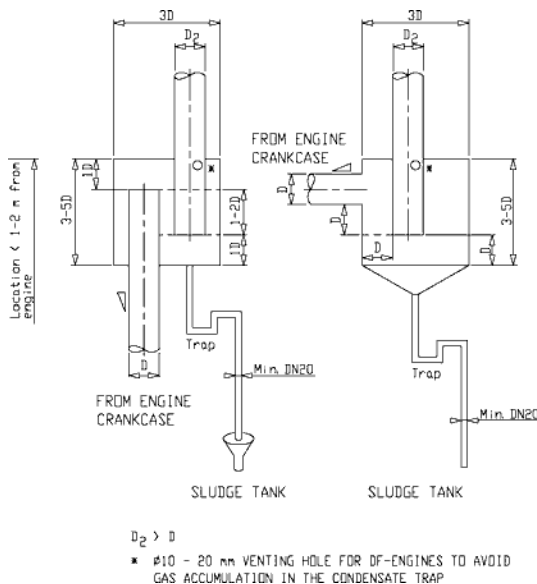 3D
3D
D2
D2
FROM ENGINE
CRANKCASE
*
*
1D
3-5D
1-2D
1D
Location < 1-2 m from
engine
D
D
D
D
3-5D
Trap
Trap
D
Min. DN20
Min. DN20
FROM ENGINE
CRANKCASE
SLUDGE TANK
SLUDGE TANK
D2 > D
* ø10 - 20 mm VENTING HOLE FOR DF-ENGINES TO AVOID
GAS ACCUMULATION IN THE CONDENSATE TRAP